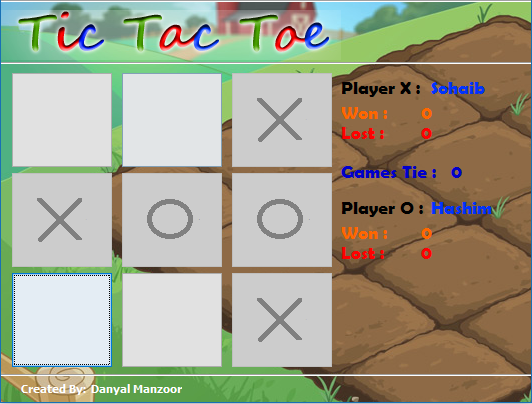 Tic Tac Toe
Player X : Sohaib
Won : 0
Lost : 0
Games Tie : 0
Player O : Hashim
Won : 0
Lost : 0
X
X O O
X
Created By: Danyal Manzoor